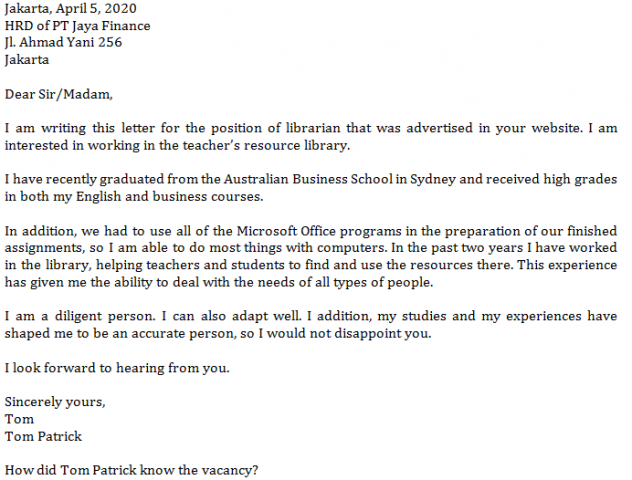 Jakarta, April 5, 2020
HRD of PT Jaya Finance
Jl. Ahmad Yani 256
Jakarta
Dear Sir/Madam,
I am writing this letter for the position of librarian that was advertised in your website. I am
interested in working in the teacher's resource library.
I have recently graduated from the Australian Business School in Sydney and received high grades
in both my English and business courses.
In addition, we had to use all of the Microsoft Office programs in the preparation of our finished
assignments, so I am able to do most things with computers. In the past two years I have worked
in the library, helping teachers and students to find and use the resources there. This experience
has given me the ability to deal with the needs of all types of people.
I am a diligent person. I can also adapt well. I addition, my studies and my experiences have
shaped me to be an accurate person, so I would not disappoint you.
I look forward to hearing from you.
Sincerely yours,
Tom
Tom Patrick
How did Tom Patrick know the vacancy?